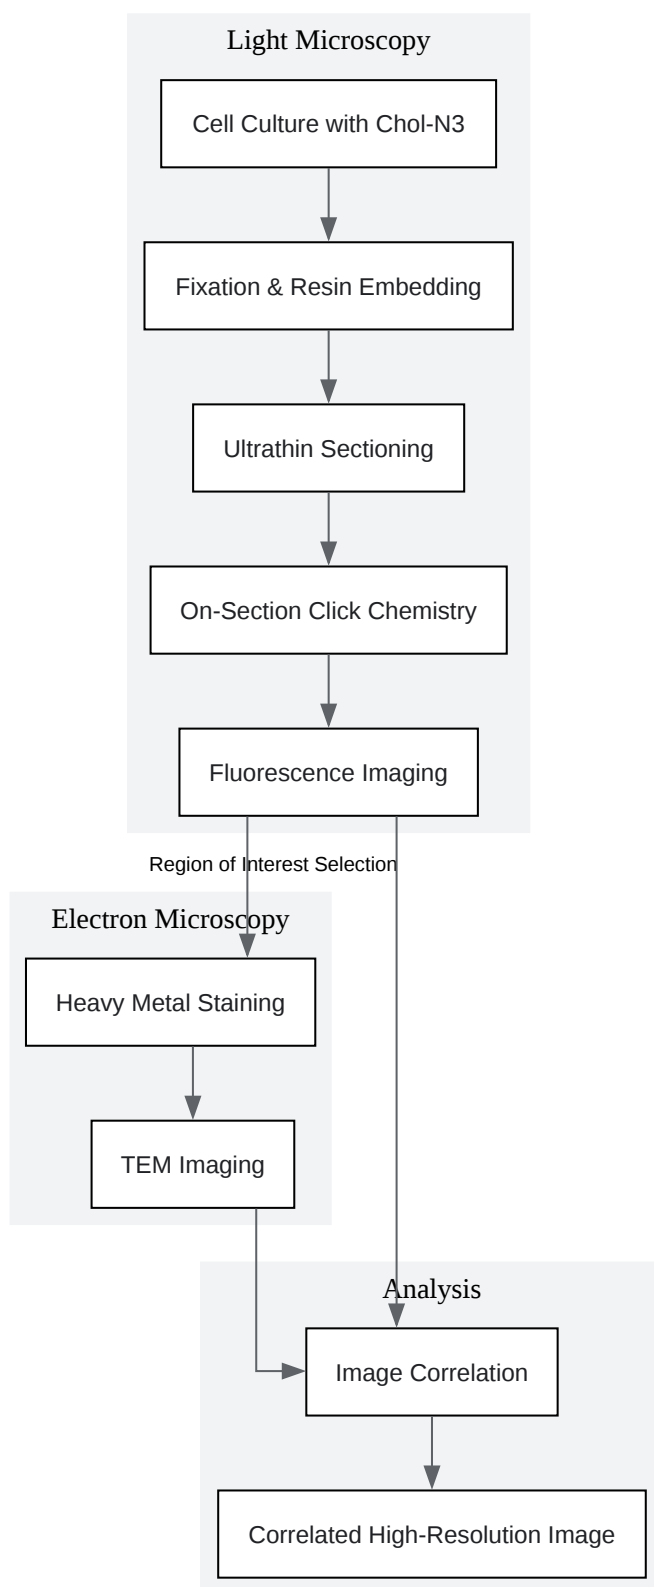 Light Microscopy
Cell Culture with Chol-N3
Fixation & Resin Embedding
Ultrathin Sectioning
On-Section Click Chemistry
Fluorescence Imaging
Region of Interest Selection
Electron Microscopy
Heavy Metal Staining
TEM Imaging
Analysis
Image Correlation
Correlated High-Resolution Image